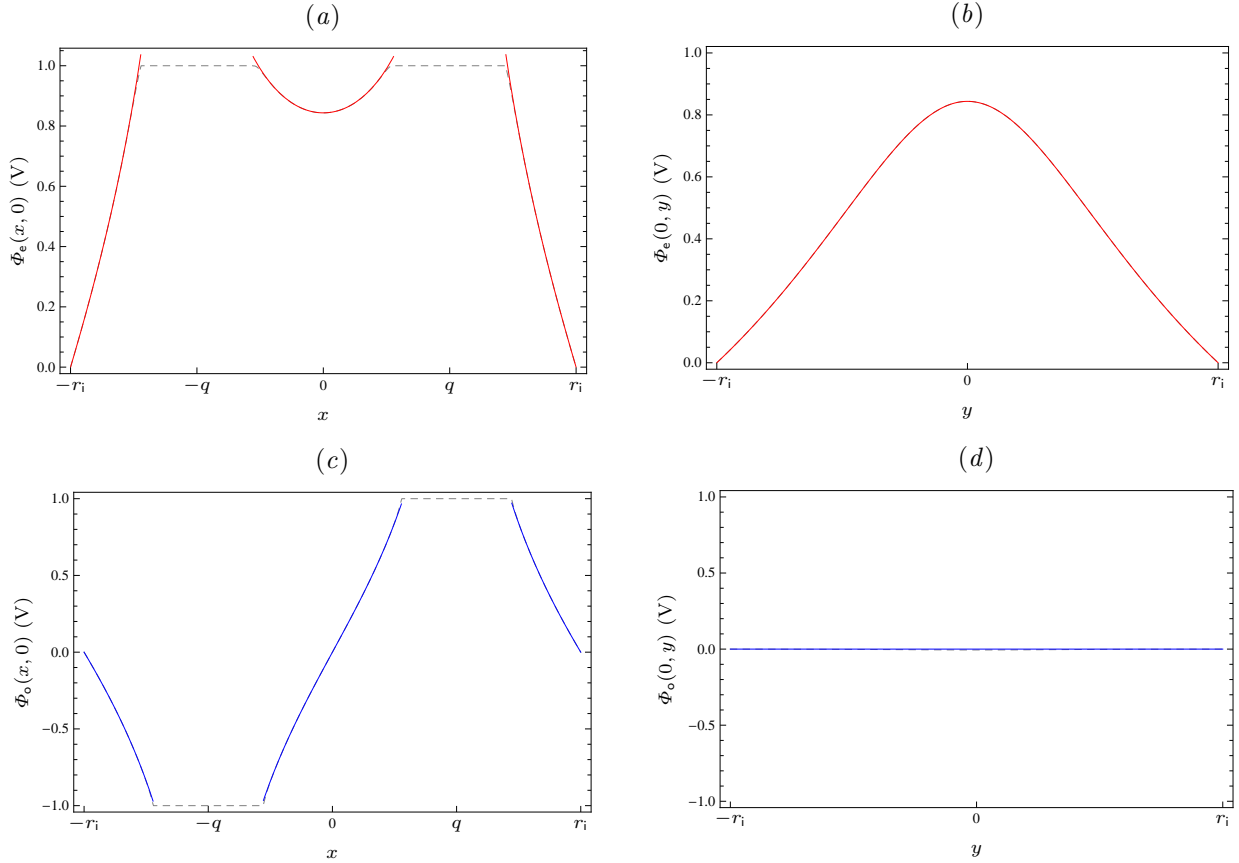 (a)
Φe(x, 0) (V)
1.0
0.8
0.6
0.4
0.2
0.0
−ri −q 0 q ri
x
(b)
Φe(0, y) (V)
1.0
0.8
0.6
0.4
0.2
0.0
−ri 0 ri
y
(c)
Φo(x, 0) (V)
1.0
0.5
0.0
−0.5
−1.0
−ri −q 0 q ri
x
(d)
Φo(0, y) (V)
1.0
0.5
0.0
−0.5
−1.0
−ri 0 ri
y